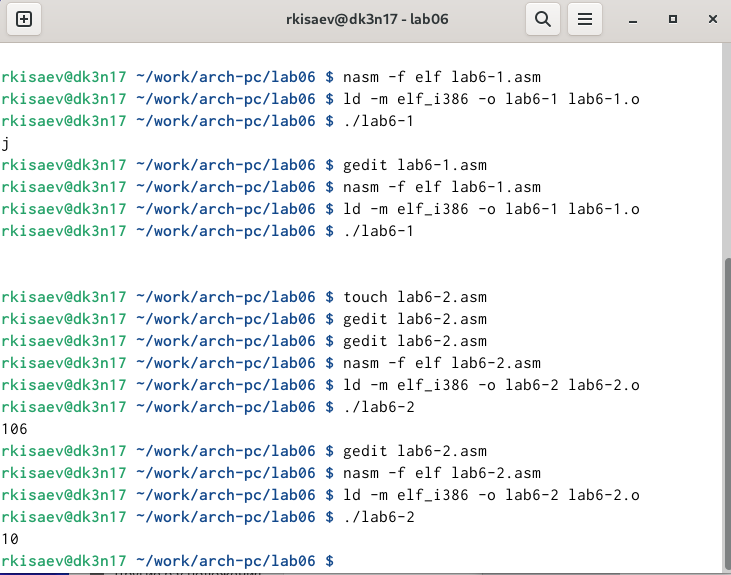 rkisaev@dk3n17 - lab06
rkisaev@dk3n17 ~/work/arch-pc/lab06 $ nasm -f elf lab6-1.asm
rkisaev@dk3n17 ~/work/arch-pc/lab06 $ ld -m elf_i386 -o lab6-1 lab6-1.o
rkisaev@dk3n17 ~/work/arch-pc/lab06 $ ./lab6-1
j
rkisaev@dk3n17 ~/work/arch-pc/lab06 $ gedit lab6-1.asm
rkisaev@dk3n17 ~/work/arch-pc/lab06 $ nasm -f elf lab6-1.asm
rkisaev@dk3n17 ~/work/arch-pc/lab06 $ ld -m elf_i386 -o lab6-1 lab6-1.o
rkisaev@dk3n17 ~/work/arch-pc/lab06 $ ./lab6-1
rkisaev@dk3n17 ~/work/arch-pc/lab06 $ touch lab6-2.asm
rkisaev@dk3n17 ~/work/arch-pc/lab06 $ gedit lab6-2.asm
rkisaev@dk3n17 ~/work/arch-pc/lab06 $ gedit lab6-2.asm
rkisaev@dk3n17 ~/work/arch-pc/lab06 $ nasm -f elf lab6-2.asm
rkisaev@dk3n17 ~/work/arch-pc/lab06 $ ld -m elf_i386 -o lab6-2 lab6-2.o
rkisaev@dk3n17 ~/work/arch-pc/lab06 $ ./lab6-2
106
rkisaev@dk3n17 ~/work/arch-pc/lab06 $ gedit lab6-2.asm
rkisaev@dk3n17 ~/work/arch-pc/lab06 $ nasm -f elf lab6-2.asm
rkisaev@dk3n17 ~/work/arch-pc/lab06 $ ld -m elf_i386 -o lab6-2 lab6-2.o
rkisaev@dk3n17 ~/work/arch-pc/lab06 $ ./lab6-2
10
rkisaev@dk3n17 ~/work/arch-pc/lab06 $